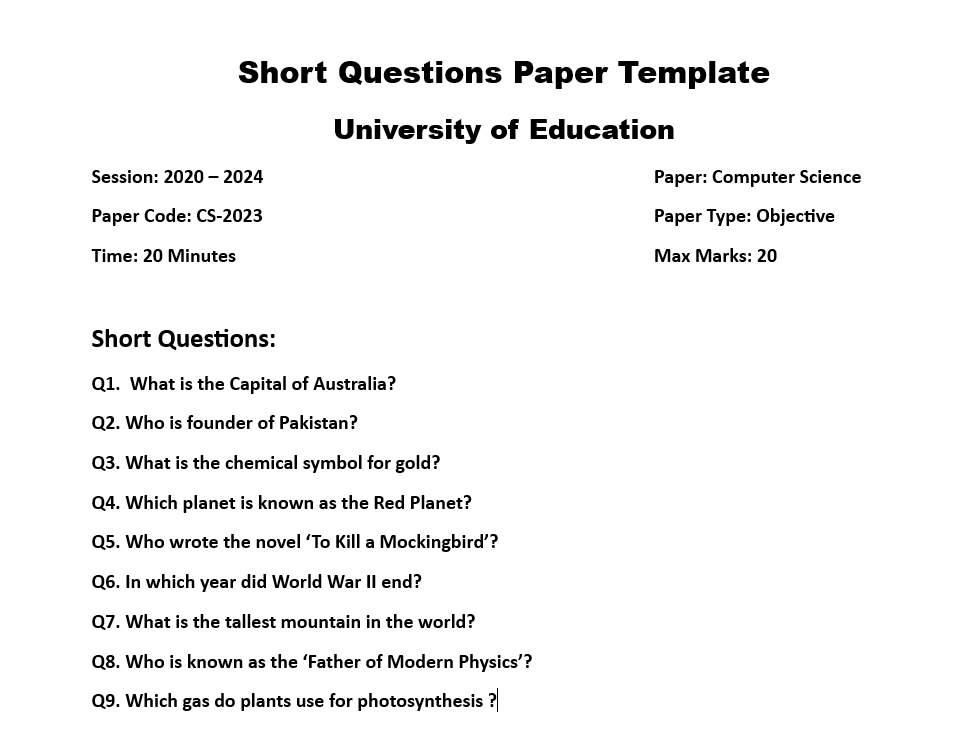 Short Questions Paper Template
University of Education
Session: 2020 – 2024 Paper: Computer Science
Paper Code: CS-2023 Paper Type: Objective
Time: 20 Minutes Max Marks: 20
Short Questions:
Q1.  What is the Capital of Australia?
Q2. Who is founder of Pakistan?
Q3. What is the chemical symbol for gold?
Q4. Which planet is known as the Red Planet?
Q5. Who wrote the novel ‘To Kill a Mockingbird’?
Q6. In which year did World War II end?
Q7. What is the tallest mountain in the world?
Q8. Who is known as the ‘Father of Modern Physics’?
Q9. Which gas do plants use for photosynthesis ?